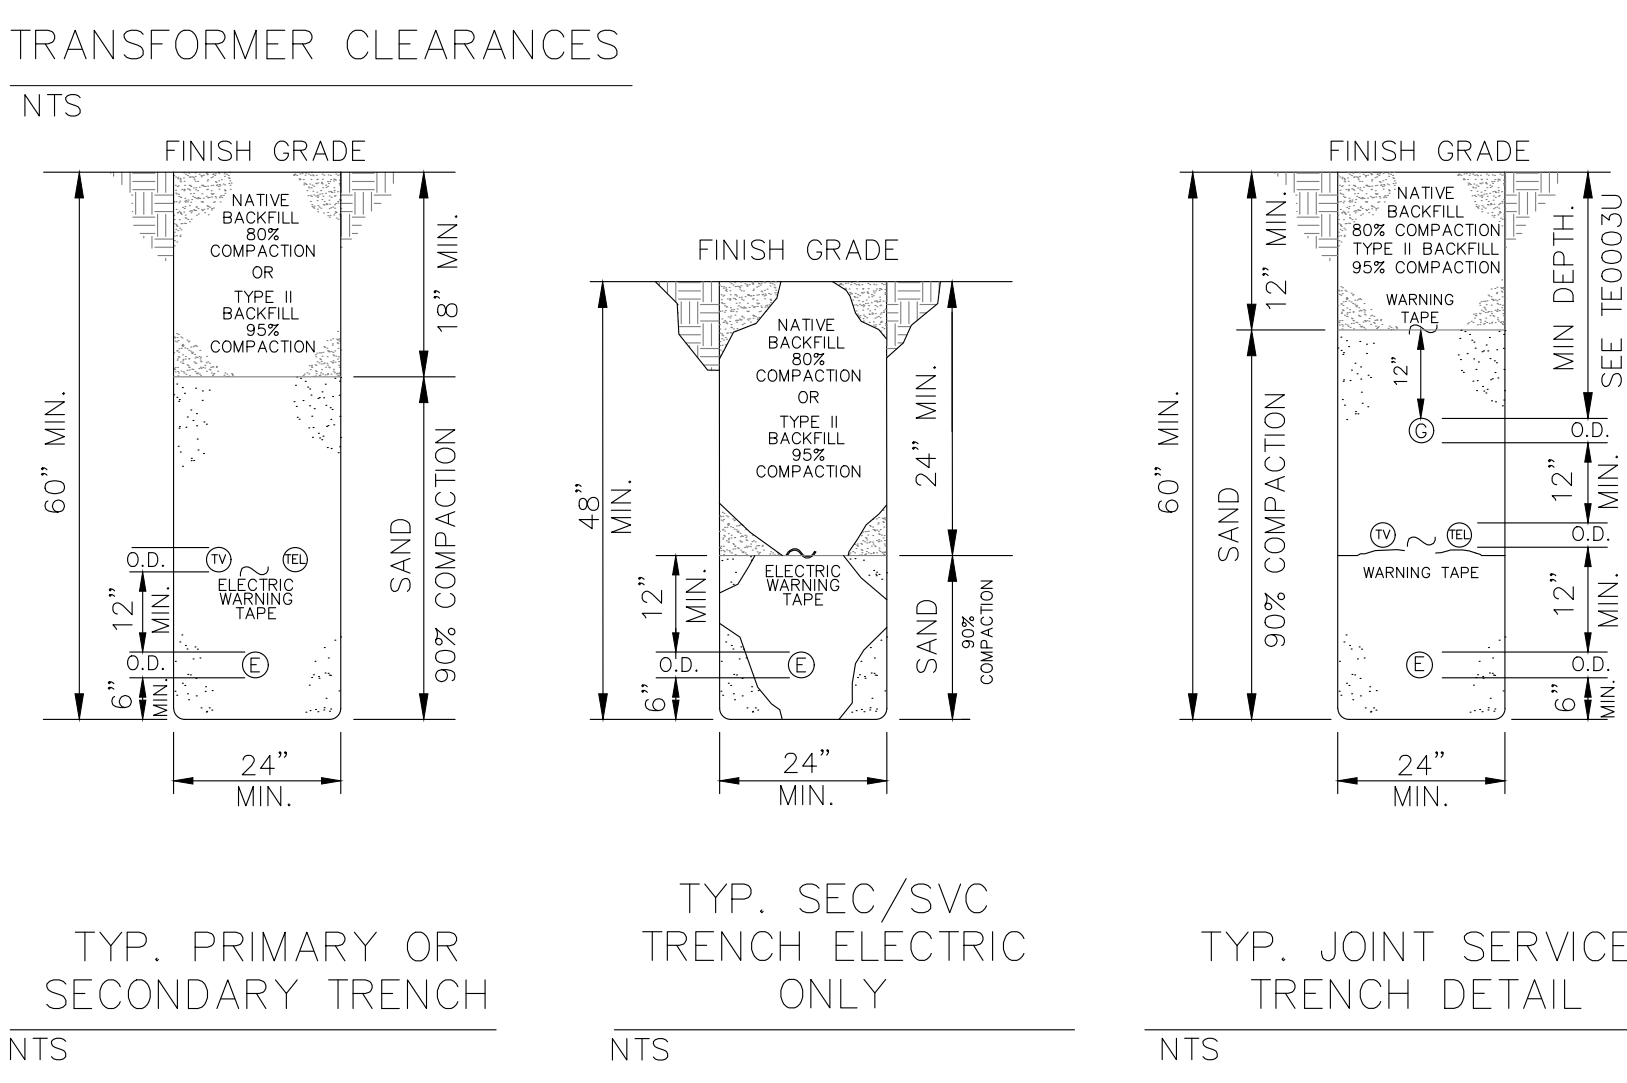 TRANSFORMER CLEARANCES
NTS
FINISH GRADE
NATIVE
BACKFILL
80%
COMPACTION
OR
TYPE II
BACKFILL
95%
COMPACTION
18" MIN.
60" MIN.
SAND
90% COMPACTION
O.D.
TV
TEL
ELECTRIC
WARNING
TAPE
12"
MIN.
O.D.
E
6"
MIN.
24"
MIN.
TYP. PRIMARY OR
SECONDARY TRENCH
NTS
FINISH GRADE
NATIVE
BACKFILL
80%
COMPACTION
OR
TYPE II
BACKFILL
95%
COMPACTION
24" MIN.
48"
MIN.
ELECTRIC
WARNING
TAPE
12"
MIN.
SAND
90%
COMPACTION
O.D.
E
6"
24"
MIN.
TYP. SEC/SVC
TRENCH ELECTRIC
ONLY
NTS
FINISH GRADE
NATIVE
BACKFILL
80% COMPACTION
TYPE II BACKFILL
95% COMPACTION
WARNING
TAPE
12" MIN.
MIN DEPTH.
SEE TE0003U
60" MIN.
SAND
90% COMPACTION
12"
G
O.D.
12"
MIN.
TV
TEL
O.D.
WARNING TAPE
12"
MIN.
E
O.D.
6"
MIN.
24"
MIN.
TYP. JOINT SERVICE
TRENCH DETAIL
NTS